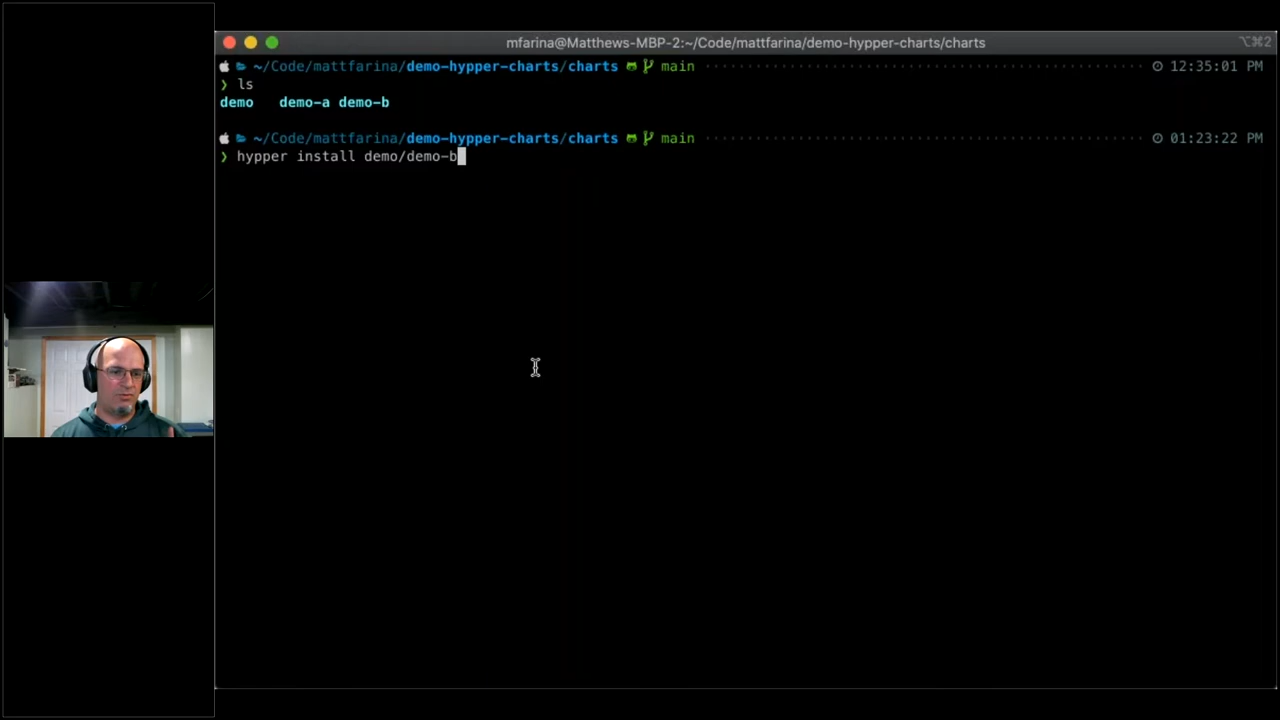 mfarina@Matthews-MBP-2:~/Code/mattfarina/demo-hypper-charts/charts
⌥⌘2
~/Code/mattfarina/demo-hypper-charts/charts main 12:35:01 PM
❯ ls
demo demo-a demo-b
~/Code/mattfarina/demo-hypper-charts/charts main 01:23:22 PM
❯ hypper install demo/demo-b